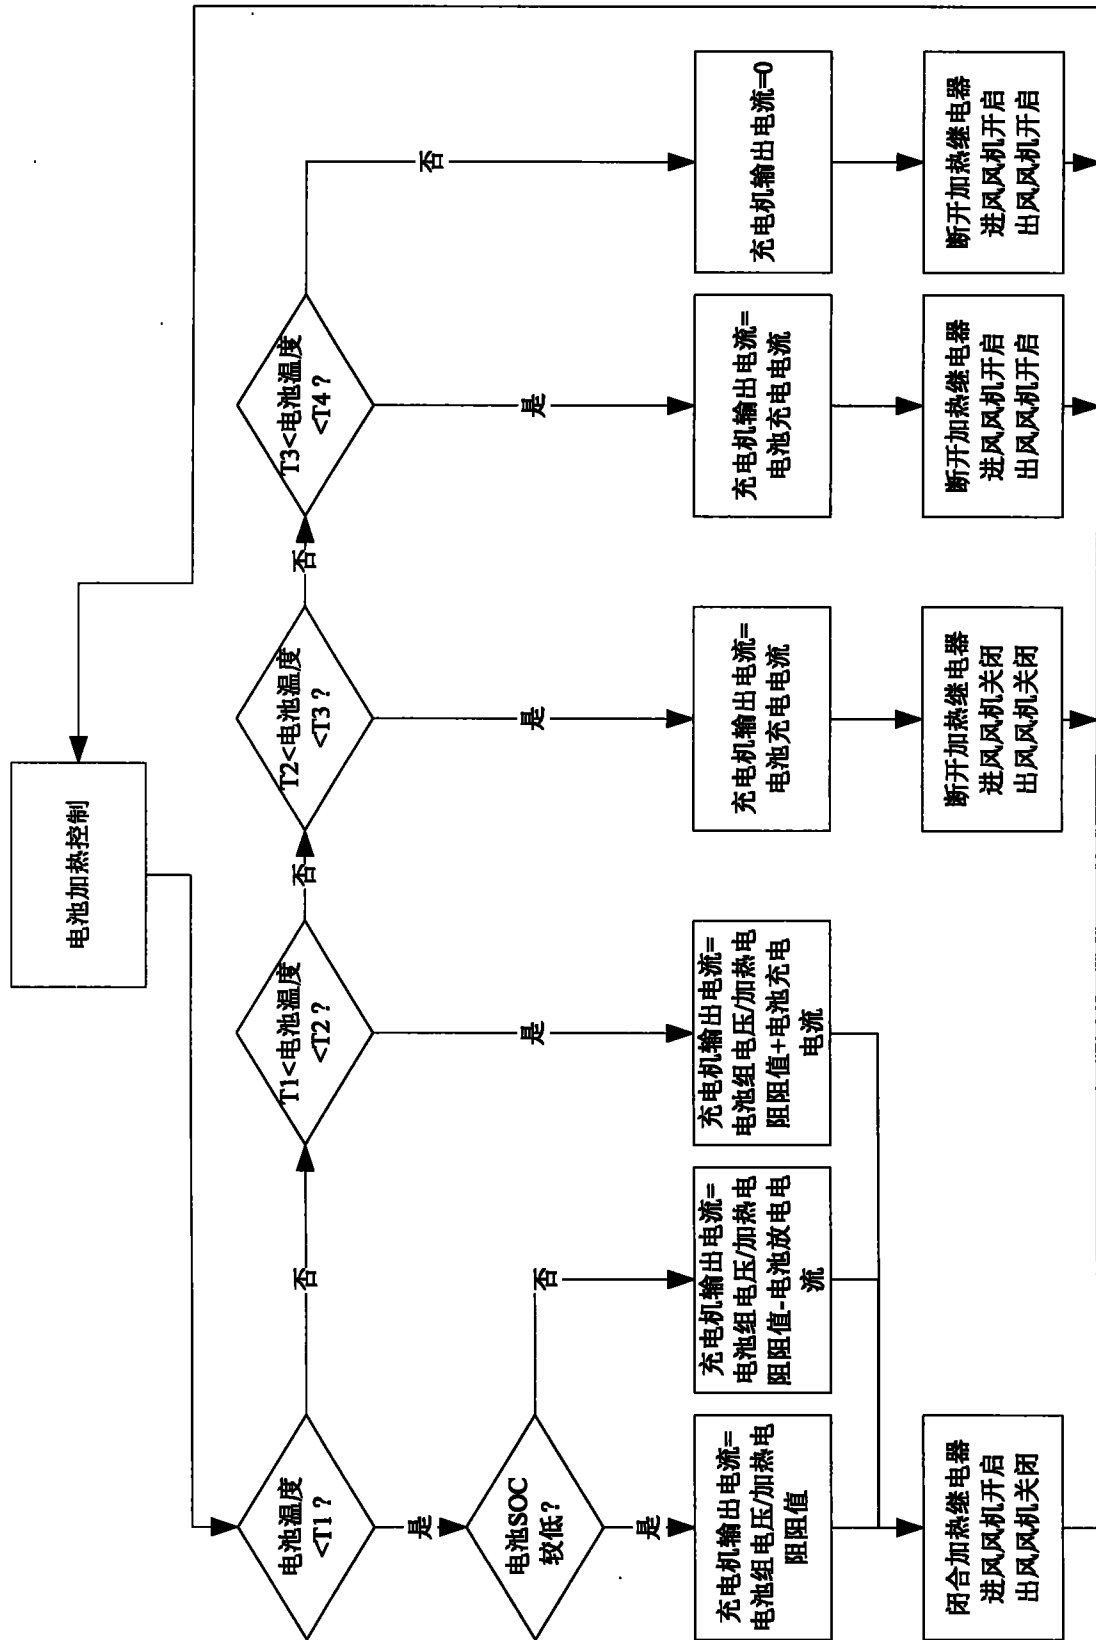 电池加热控制
电池温度
<T1?
是
否
电池SOC
较低?
是
否
T1<电池温度
<T2?
是
否
T2<电池温度
<T3?
是
否
T3<电池温度
<T4?
是
否
充电机输出电流=
电池组电压/加热电
阻阻值
充电机输出电流=
电池组电压/加热电
阻阻值-电池放电电
流
充电机输出电流=
电池组电压/加热电
阻阻值+电池充电
电流
充电机输出电流=
电池充电电流
充电机输出电流=
电池充电电流
充电机输出电流=0
闭合加热继电器
进风风机开启
出风风机关闭
断开加热继电器
进风风机关闭
出风风机关闭
断开加热继电器
进风风机开启
出风风机开启
断开加热继电器
进风风机开启
出风风机开启